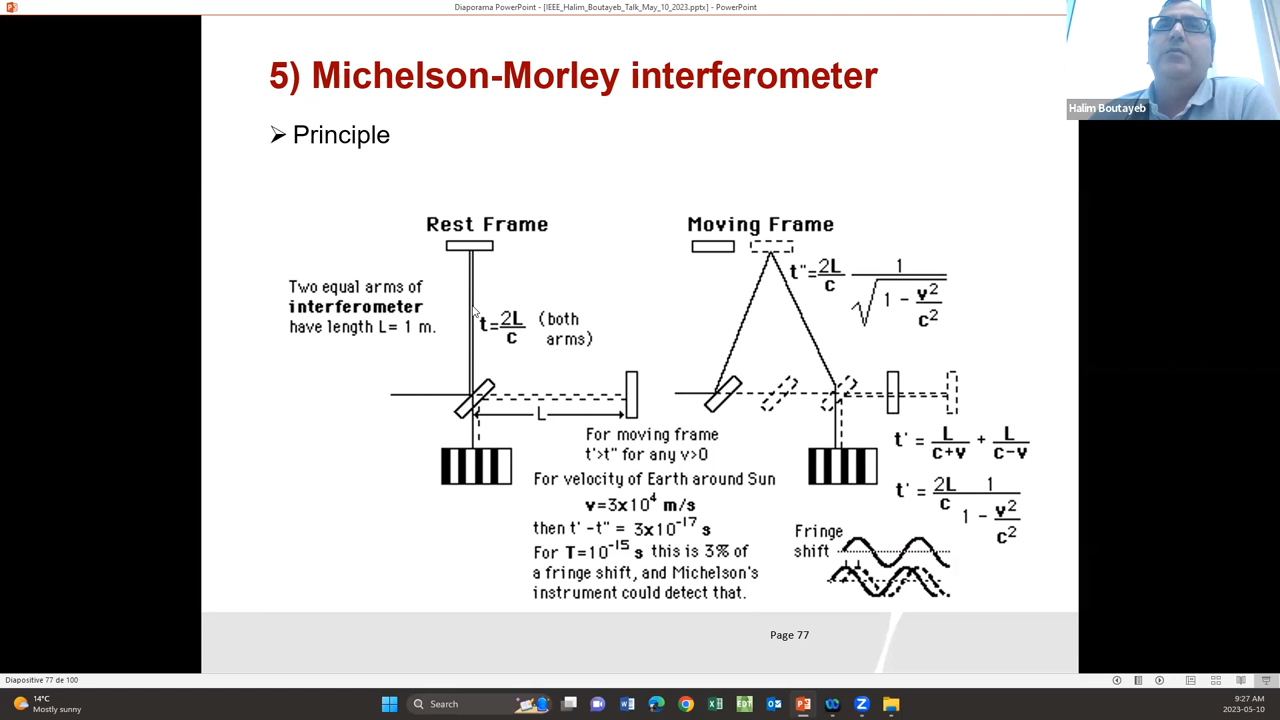 Diaporama PowerPoint - [IEEE_Halim_Boutayeb_Talk_May_10_2023.pptx] - PowerPoint
Halim Boutayeb
5) Michelson-Morley interferometer
➢ Principle
Rest Frame
Two equal arms of
interferometer
have length L= 1 m.
t=2L/c (both
arms)
L
Moving Frame
t"=2L/c 1/√(1 - v²/c²)
For moving frame
t'>t" for any v>0
For velocity of Earth around Sun
v=3x10⁴ m/s
then t' -t" = 3x10⁻¹⁷ s
For T=10⁻¹⁵ s this is 3% of
a fringe shift, and Michelson's
instrument could detect that.
t' = L/c+v + L/c-v
t' = 2L/c 1/1 - v²/c²
Fringe
shift
Page 77
Diapositive 77 de 100
14°C
Mostly sunny
Search
EDT
9:27 AM
2023-05-10